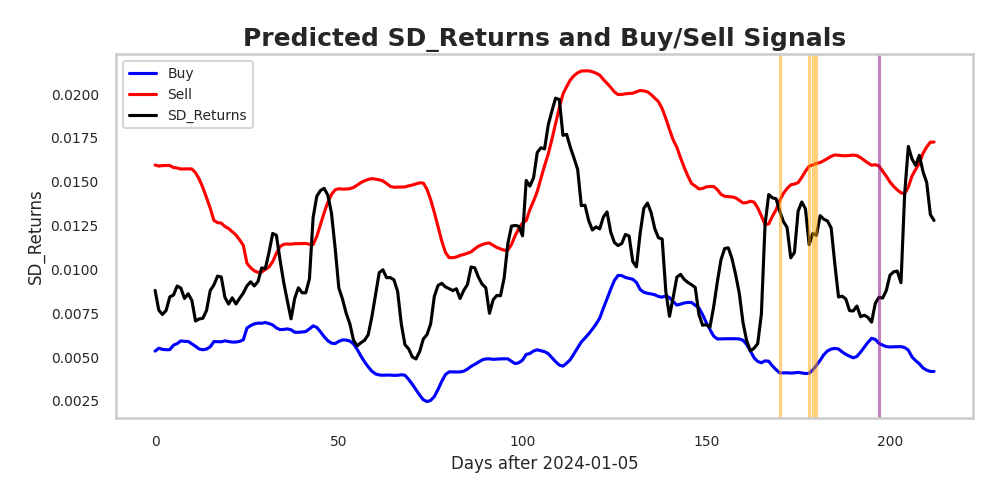 Predicted SD_Returns and Buy/Sell Signals
Buy
Sell
SD_Returns
SD_Returns
0.0200
0.0175
0.0150
0.0125
0.0100
0.0075
0.0050
0.0025
0
50
100
150
200
Days after 2024-01-05